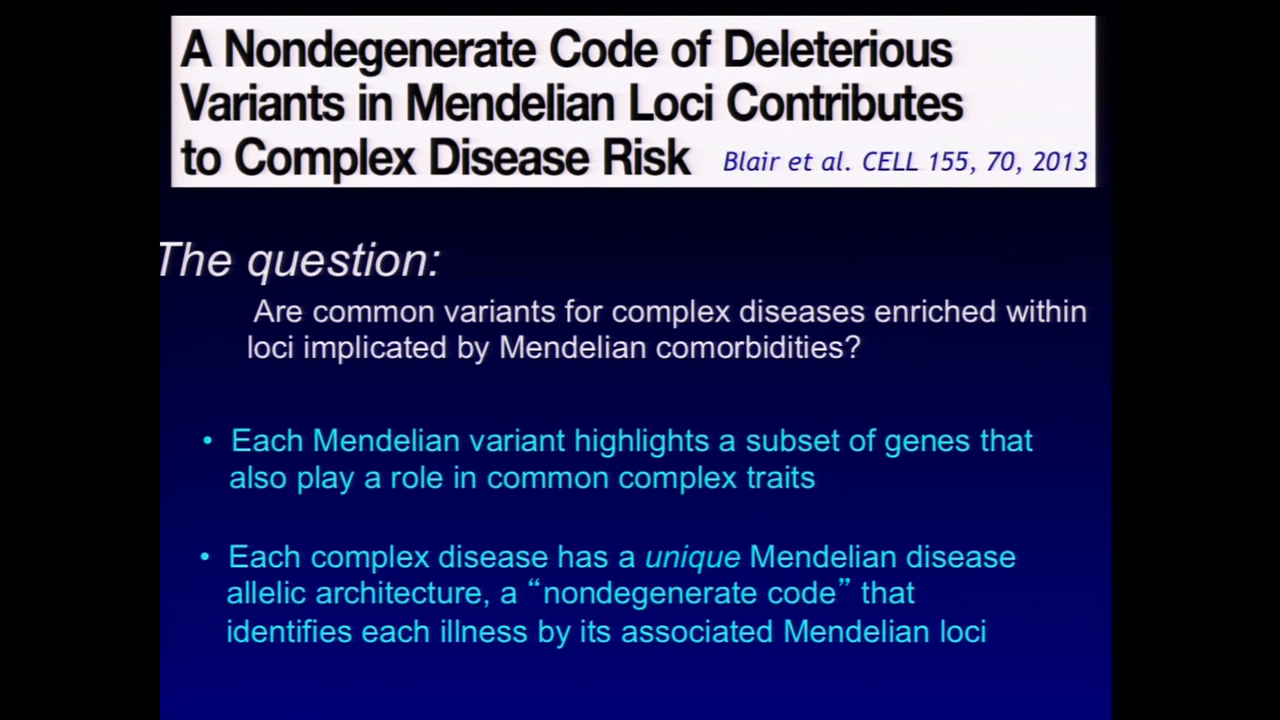 A Nondegenerate Code of Deleterious
Variants in Mendelian Loci Contributes
to Complex Disease Risk Blair et al. CELL 155, 70, 2013
The question:
Are common variants for complex diseases enriched within
loci implicated by Mendelian comorbidities?
• Each Mendelian variant highlights a subset of genes that
also play a role in common complex traits
• Each complex disease has a unique Mendelian disease
allelic architecture, a “nondegenerate code” that
identifies each illness by its associated Mendelian loci